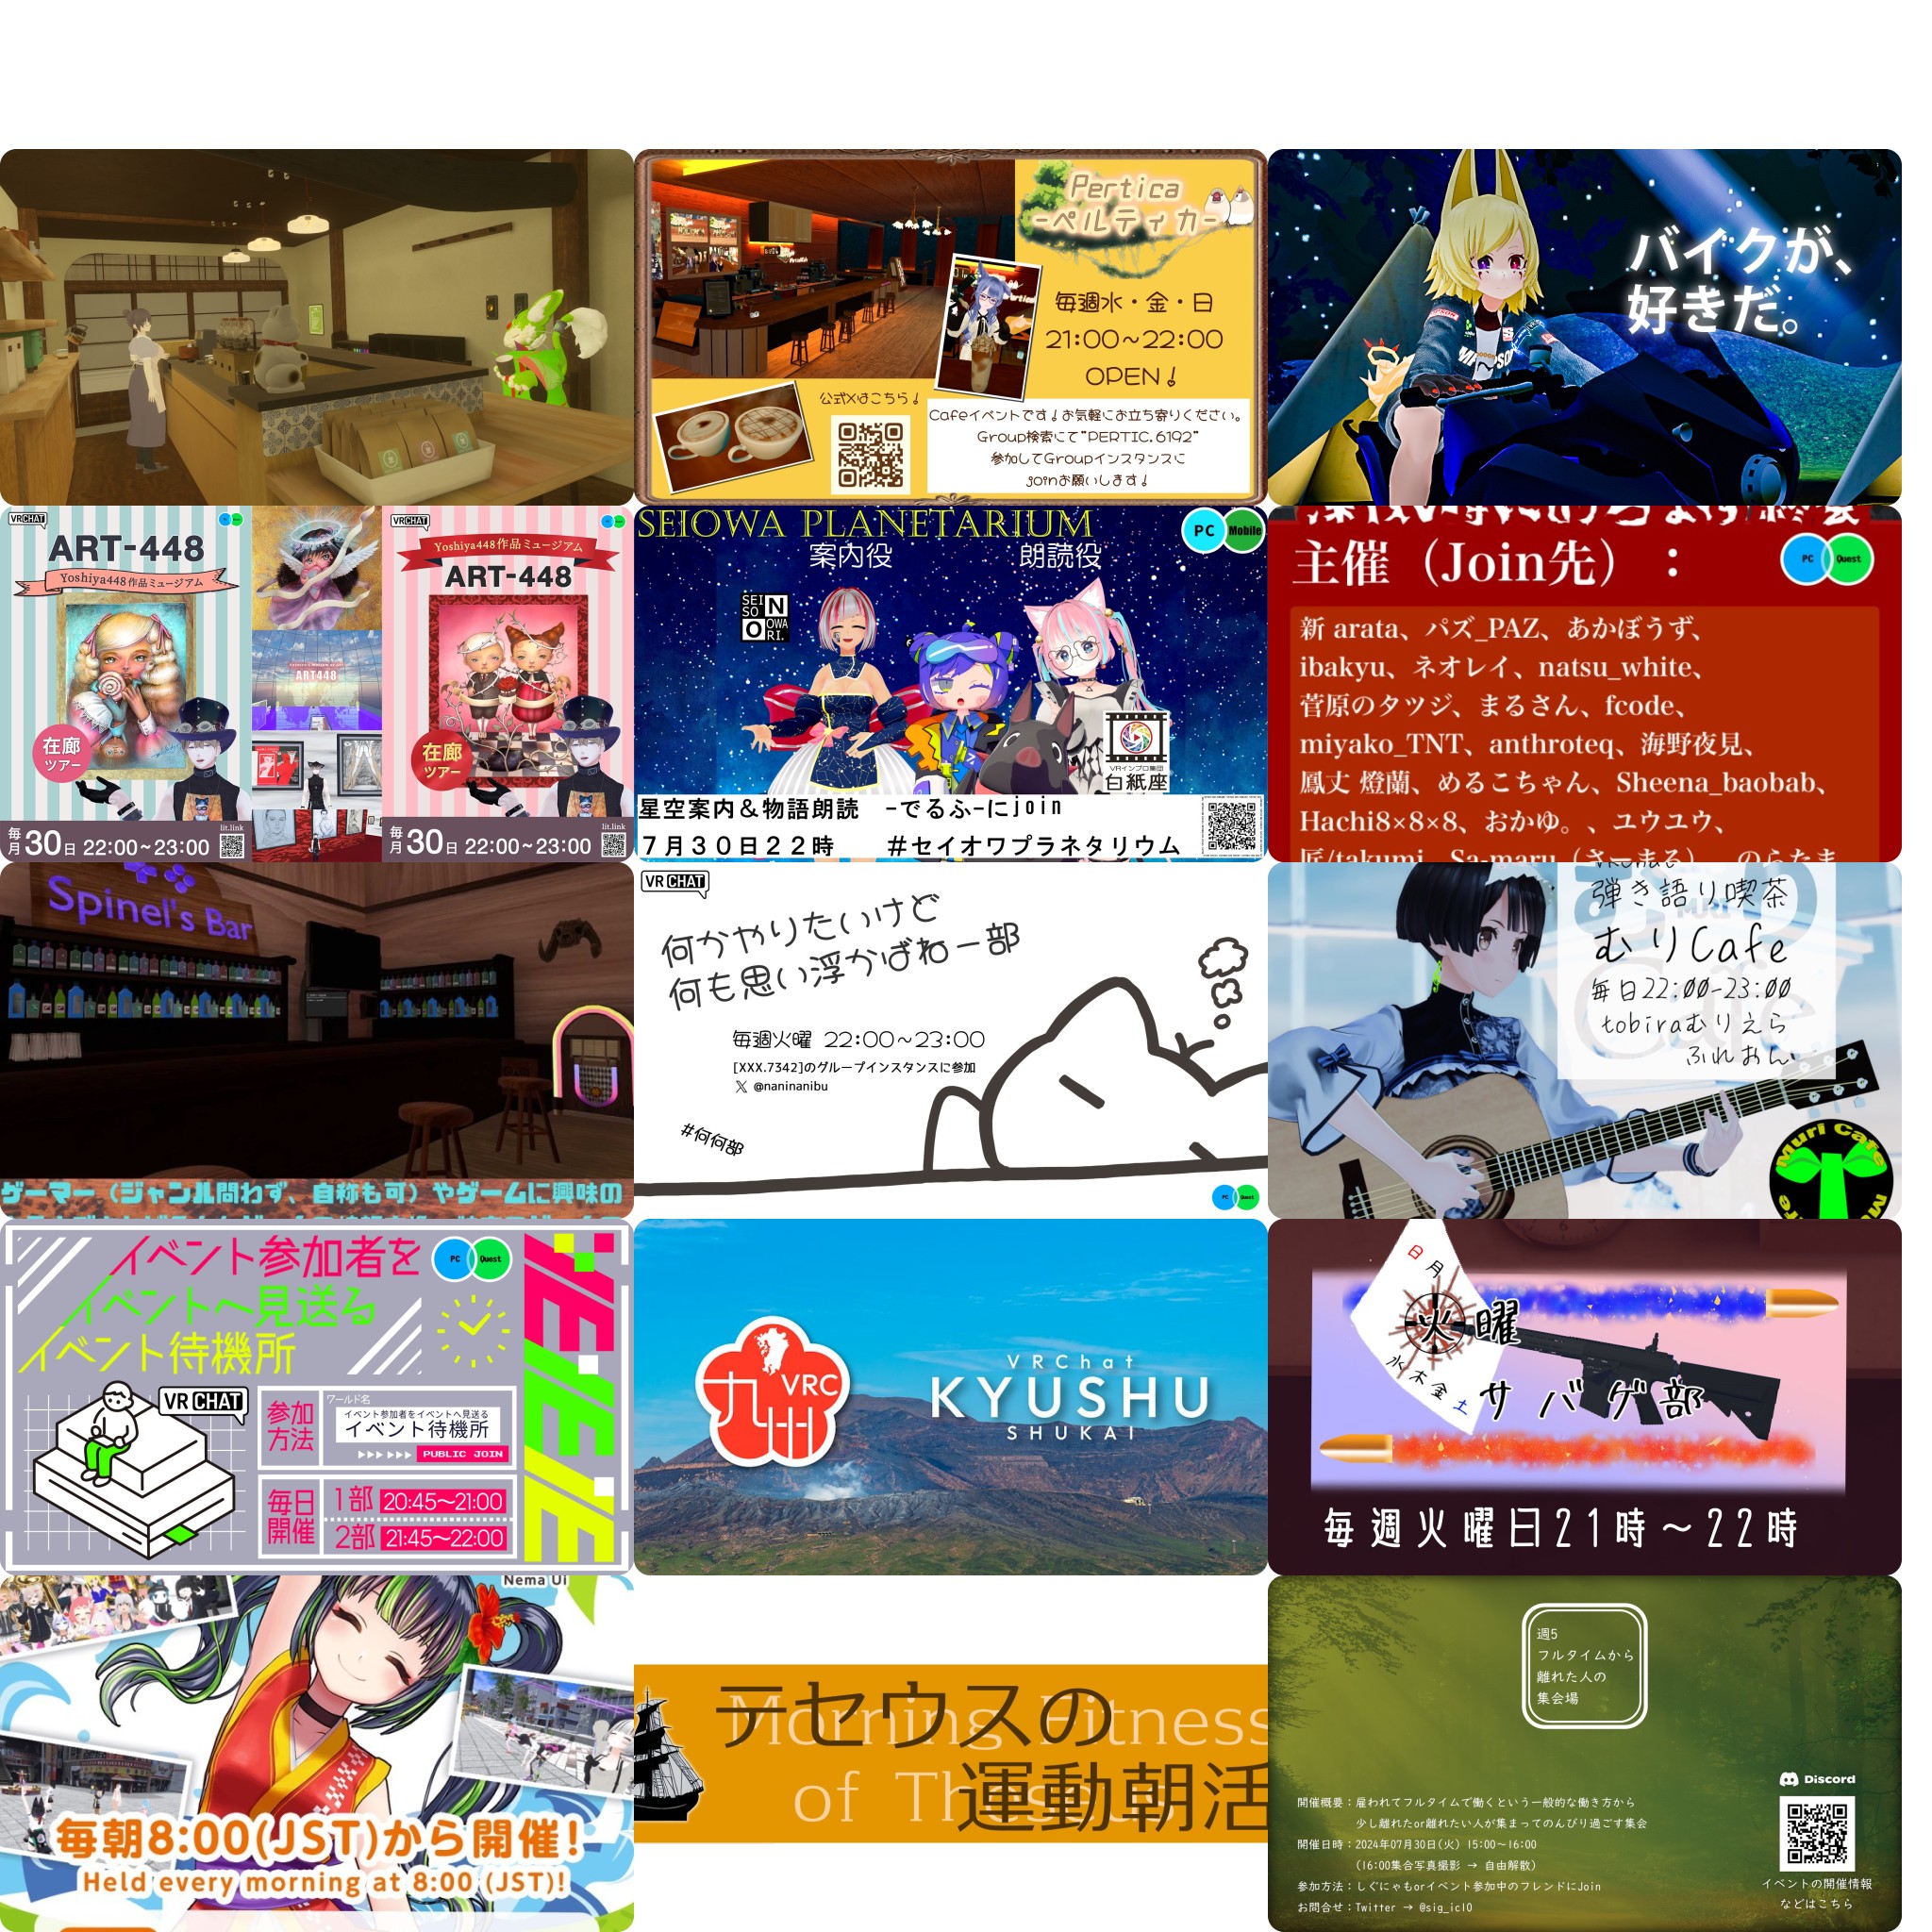 Pertica
-ペルティカ-
毎週水・金・日
21:00~22:00
OPEN!
公式Xはこちら!
Cafeイベントです!お気軽にお立ち寄りください。
Group検索にて"PERTIC.6192"
参加してGroupインスタンスに
joinお願いします!
バイクが、
好きだ。
VRCHAT
ART-448
Yoshiya448作品ミュージアム
在廊
ツアー
毎月30日 22:00~23:00
lit.link
ART448
VRCHAT
Yoshiya448作品ミュージアム
ART-448
在廊
ツアー
毎月30日 22:00~23:00
lit.link
SEIOWA PLANETARIUM
PC Mobile
案内役 朗読役
VRインプロ集団
白紙座
星空案内&物語朗読 -でるふ-にjoin
7月30日22時 #セイオワプラネタリウム
主催(Join先):
PC Quest
新 arata、パズ_PAZ、あかぼうず、
ibakyu、ネオレイ、natsu_white、
菅原のタツジ、まるさん、fcode、
miyako_TNT、anthroteq、海野夜見、
鳳丈 燈蘭、めるこちゃん、Sheena_baobab、
Hachi8×8×8、おかゆ。、ユウユウ、
匠/takumi、Sa-maru(さーまる)、のらたま
Spinel's Bar
ゲーマー(ジャンル問わず、自称も可)やゲームに興味の
VRCHAT
何かやりたいけど
何も思い浮かばねー部
毎週火曜 22:00~23:00
[XXX.7342]のグループインスタンスに参加
X @naninanibu
#何何部
PC Quest
弾き語り喫茶
むりCafe
毎日22:00-23:00
tobiraむりえら
ふれおん
Muri Cafe
イベント参加者を
イベントへ見送る
イベント待機所
PC Quest
VRCHAT
参加
方法
ワールド名
イベント参加者をイベントへ見送る
イベント待機所
PUBLIC JOIN
毎日
開催
1部 20:45~21:00
2部 21:45~22:00
九州 VRC
VRChat
KYUSHU
SHUKAI
日
月
火曜
水
木
金
土
サバゲ部
毎週火曜日21時~22時
Nema Ui
毎朝8:00(JST)から開催!
Held every morning at 8:00 (JST)!
テセウスの
運動朝活
Morning Fitness
週5
フルタイムから
離れた人の
集会場
開催概要:雇われてフルタイムで働くという一般的な働き方から
少し離れたor離れたい人が集まってのんびり過ごす集会
開催日時:2024年07月30日(火) 15:00~16:00
(16:00集合写真撮影 → 自由解散)
参加方法:しぐにゃもorイベント参加中のフレンドにJoin
お問合せ:Twitter → @sig_icl0
Discord
イベントの開催情報
などはこちら